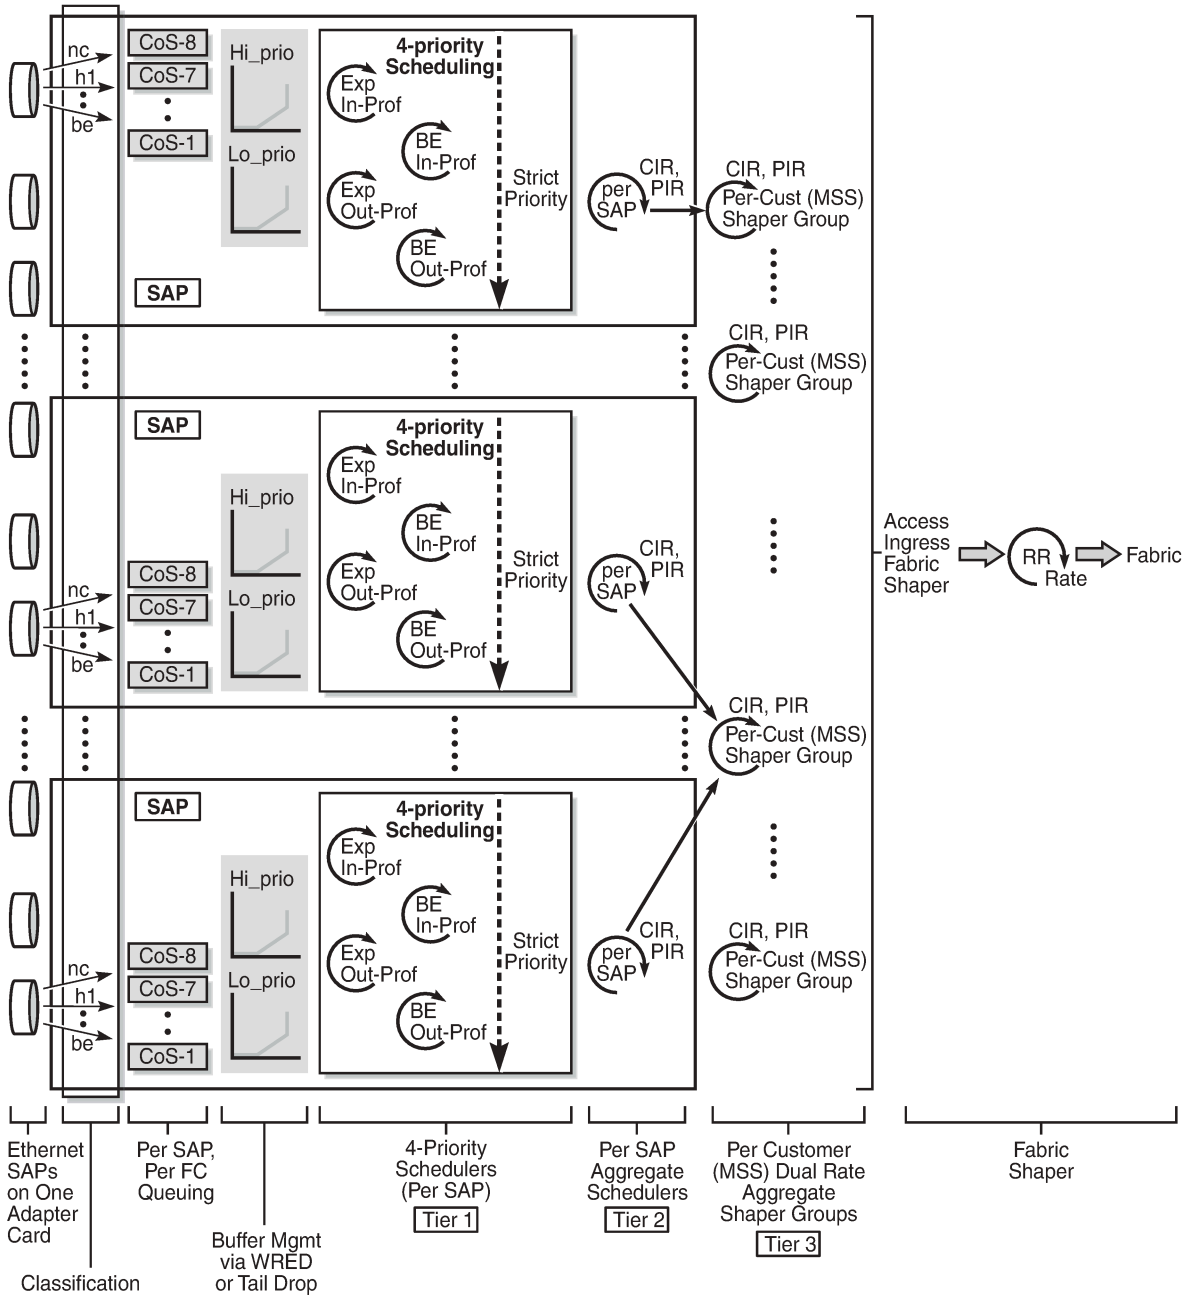 nc
h1
be
CoS-8
CoS-7
CoS-1
Hi_prio
Lo_prio
SAP
4-priority
Scheduling
Exp
In-Prof
BE
In-Prof
Exp
Out-Prof
BE
Out-Prof
Strict
Priority
per
SAP
CIR,
PIR
CIR, PIR
Per-Cust (MSS)
Shaper Group
CIR, PIR
Per-Cust (MSS)
Shaper Group
SAP
nc
h1
be
CoS-8
CoS-7
CoS-1
Hi_prio
Lo_prio
4-priority
Scheduling
Exp
In-Prof
BE
In-Prof
Exp
Out-Prof
BE
Out-Prof
Strict
Priority
per
SAP
CIR,
PIR
Access
Ingress
Fabric
Shaper
RR
Rate
Fabric
CIR, PIR
Per-Cust (MSS)
Shaper Group
SAP
nc
h1
be
CoS-8
CoS-7
CoS-1
Hi_prio
Lo_prio
4-priority
Scheduling
Exp
In-Prof
BE
In-Prof
Exp
Out-Prof
BE
Out-Prof
Strict
Priority
per
SAP
CIR,
PIR
CIR, PIR
Per-Cust (MSS)
Shaper Group
Ethernet
SAPs
on One
Adapter
Card
Classification
Per SAP,
Per FC
Queuing
Buffer Mgmt
via WRED
or Tail Drop
4-Priority
Schedulers
(Per SAP)
Tier 1
Per SAP
Aggregate
Schedulers
Tier 2
Per Customer
(MSS) Dual Rate
Aggregate
Shaper Groups
Tier 3
Fabric
Shaper